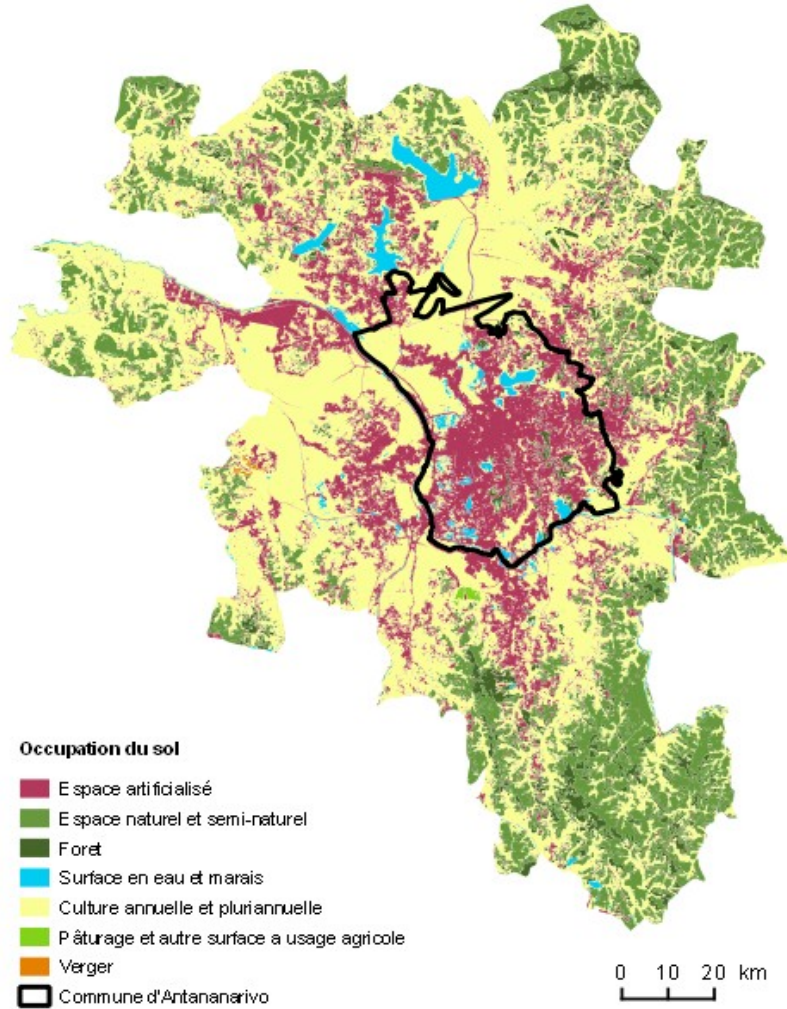 Occupation du sol
Espace artificialisé
Espace naturel et semi-naturel
Foret
Surface en eau et marais
Culture annuelle et pluriannuelle
Pâturage et autre surface a usage agricole
Verger
Commune d'Antananarivo
0 10 20 km